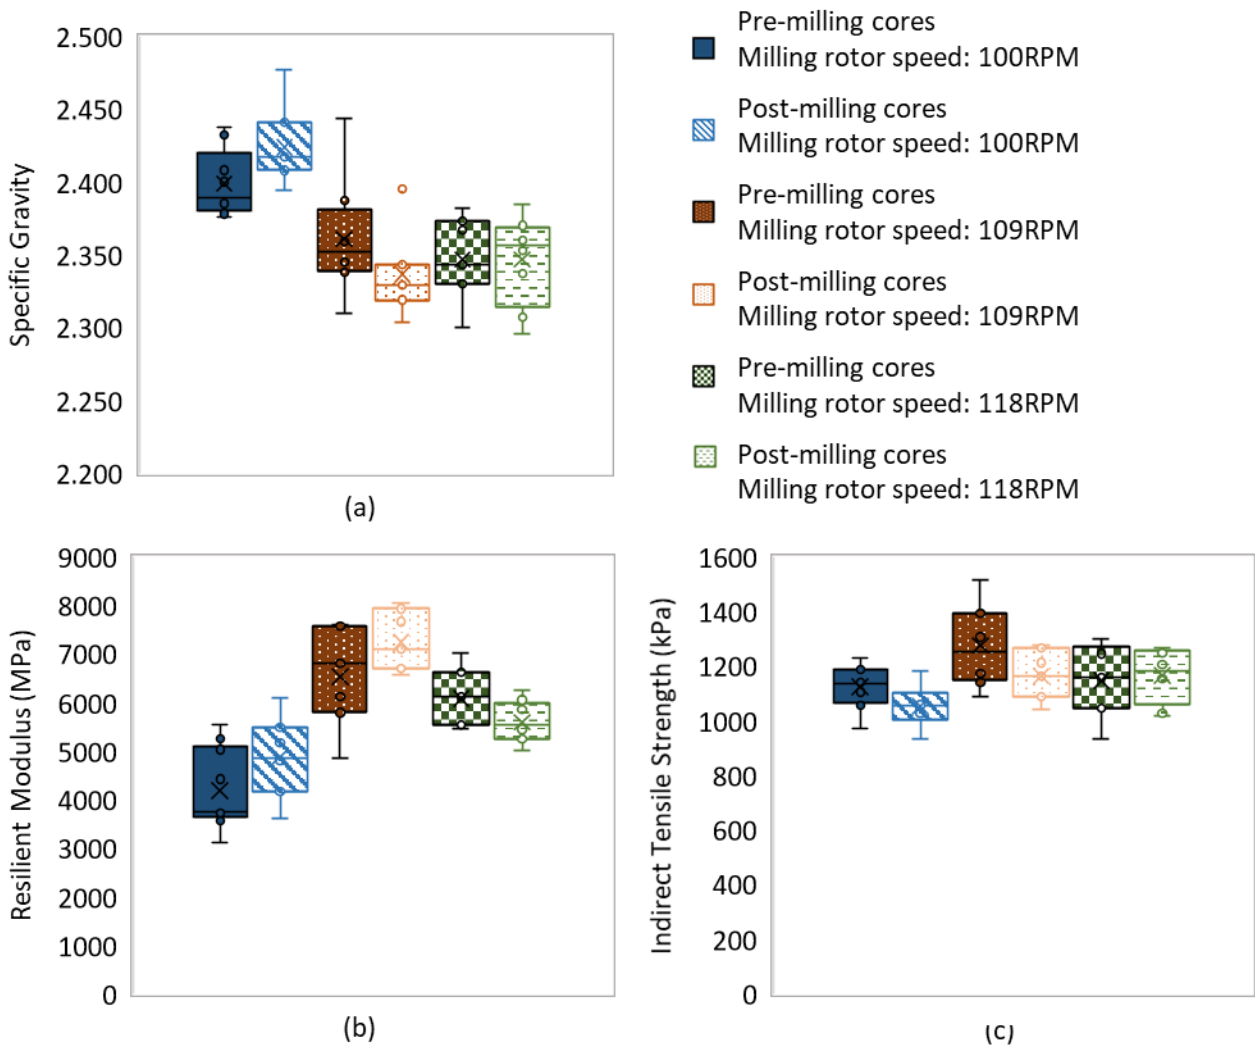 2.500
2.450
2.400
2.350
2.300
2.250
2.200
Specific Gravity
(a)
Pre-milling cores
Milling rotor speed: 100RPM
Post-milling cores
Milling rotor speed: 100RPM
Pre-milling cores
Milling rotor speed: 109RPM
Post-milling cores
Milling rotor speed: 109RPM
Pre-milling cores
Milling rotor speed: 118RPM
Post-milling cores
Milling rotor speed: 118RPM
9000
8000
7000
6000
5000
4000
3000
2000
1000
0
Resilient Modulus (MPa)
(b)
1600
1400
1200
1000
800
600
400
200
0
Indirect Tensile Strength (kPa)
(c)